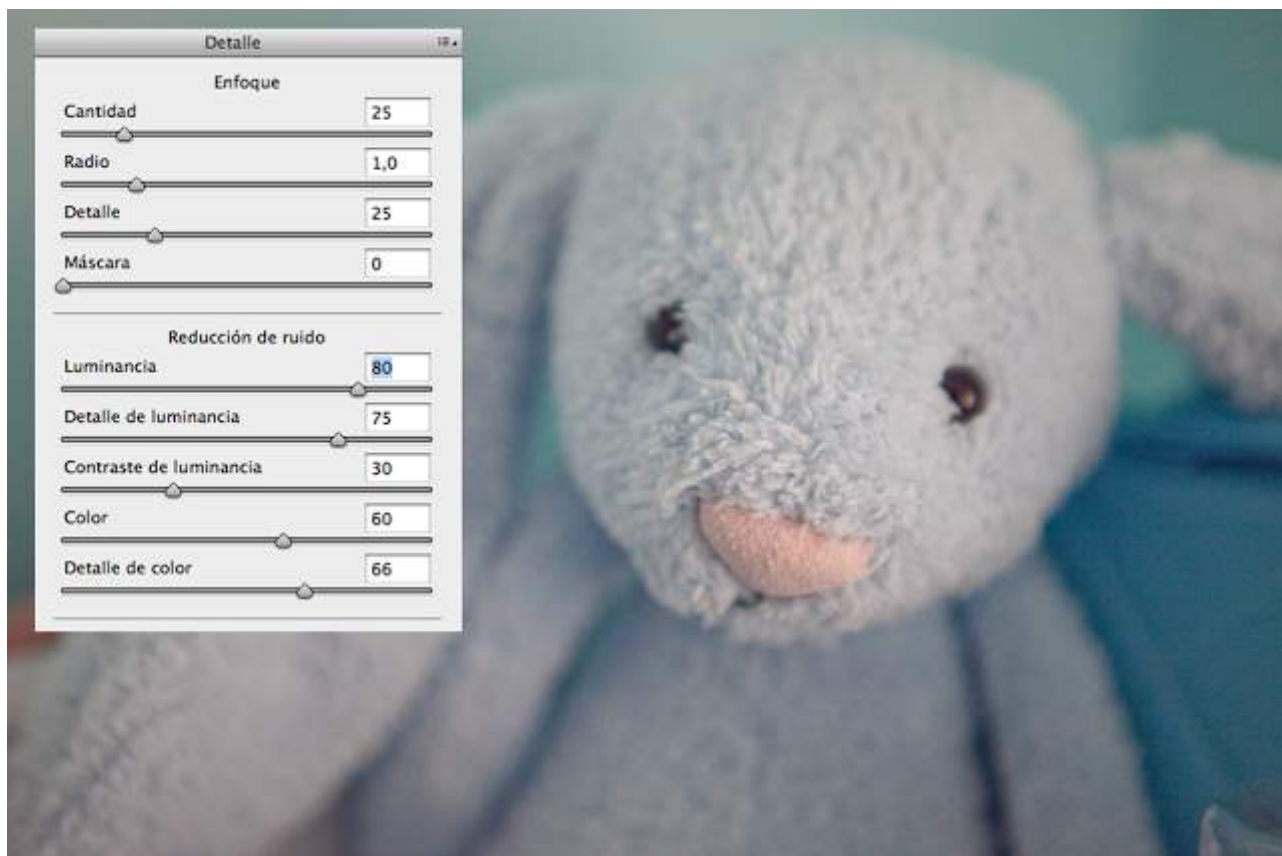 Detalle
Enfoque
Cantidad 25
Radio 1,0
Detalle 25
Máscara 0
Reducción de ruido
Luminancia 80
Detalle de luminancia 75
Contraste de luminancia 30
Color 60
Detalle de color 66